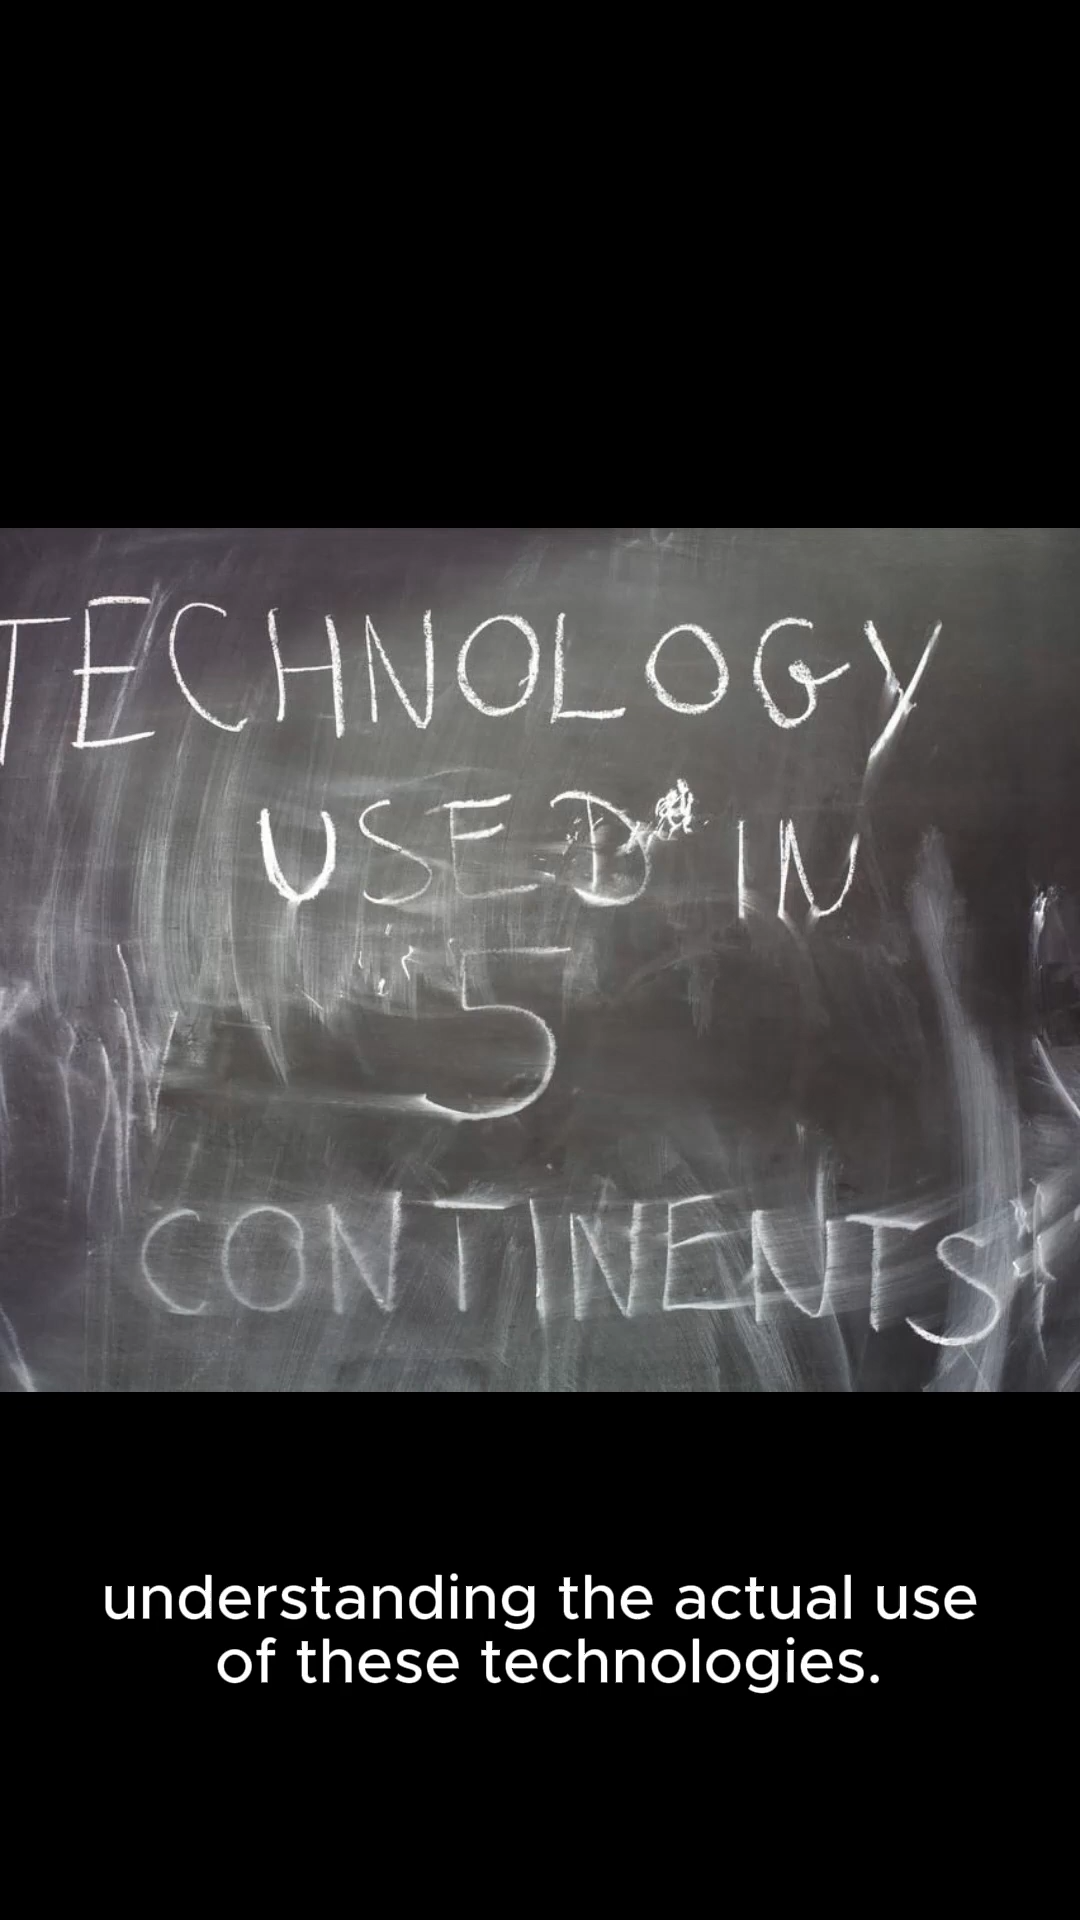 TECHNOLOGY
USED IN
5
CONTINENTS
understanding the actual use
of these technologies.